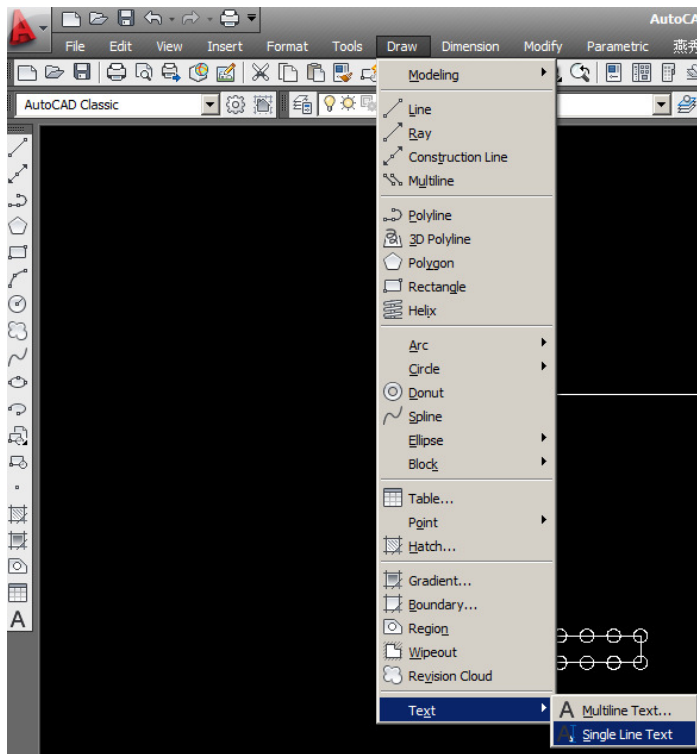 AutoCA
File Edit View Insert Format Tools Draw Dimension Modify Parametric 燕秀
AutoCAD Classic
Modeling
Line
Ray
Construction Line
Multiline
Polyline
3D Polyline
Polygon
Rectangle
Helix
Arc
Circle
Donut
Spline
Ellipse
Block
Table...
Point
Hatch...
Gradient...
Boundary...
Region
Wipeout
Revision Cloud
Text
Multiline Text...
Single Line Text